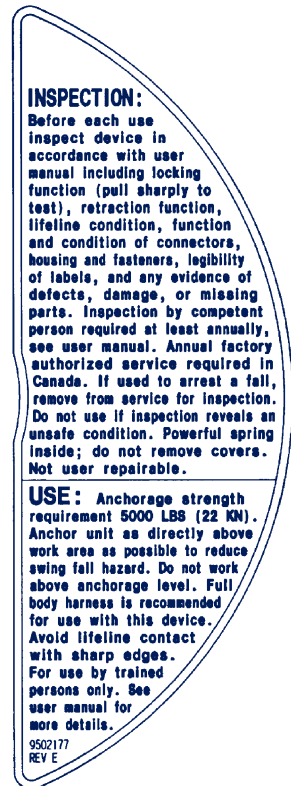 INSPECTION:
Before each use
inspect device in
accordance with user
manual including locking
function (pull sharply to
test), retraction function,
lifeline condition, function
and condition of connectors,
housing and fasteners, legibility
of labels, and any evidence of
defects, damage, or missing
parts. Inspection by competent
person required at least annually,
see user manual. Annual factory
authorized service required in
Canada. If used to arrest a fall,
remove from service for inspection.
Do not use if inspection reveals an
unsafe condition. Powerful spring
inside; do not remove covers.
Not user repairable.
USE: Anchorage strength
requirement 5000 LBS (22 KN).
Anchor unit as directly above
work area as possible to reduce
swing fall hazard. Do not work
above anchorage level. Full
body harness is recommended
for use with this device.
Avoid lifeline contact
with sharp edges.
For use by trained
persons only. See
user manual for
more details.
9502177
REV E